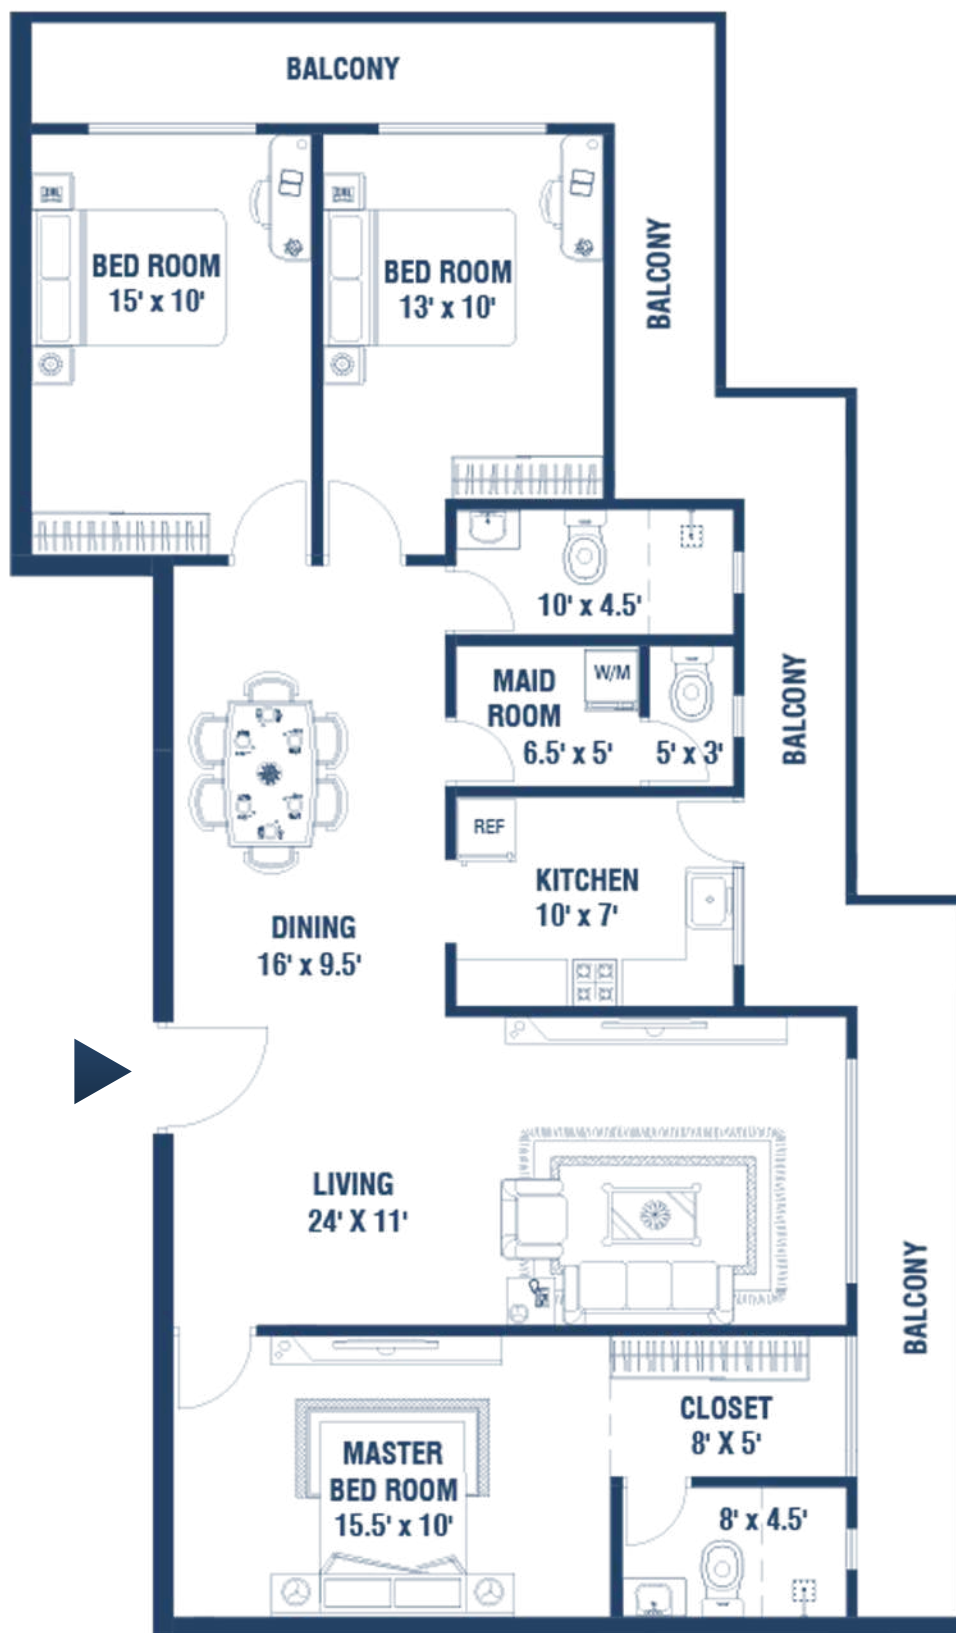 BALCONY
BED ROOM
15' x 10'
BED ROOM
13' x 10'
BALCONY
10' x 4.5'
MAID
ROOM
6.5' x 5'
W/M
5' x 3'
BALCONY
REF
KITCHEN
10' x 7'
DINING
16' x 9.5'
LIVING
24' X 11'
BALCONY
CLOSET
8' X 5'
MASTER
BED ROOM
15.5' x 10'
8' x 4.5'